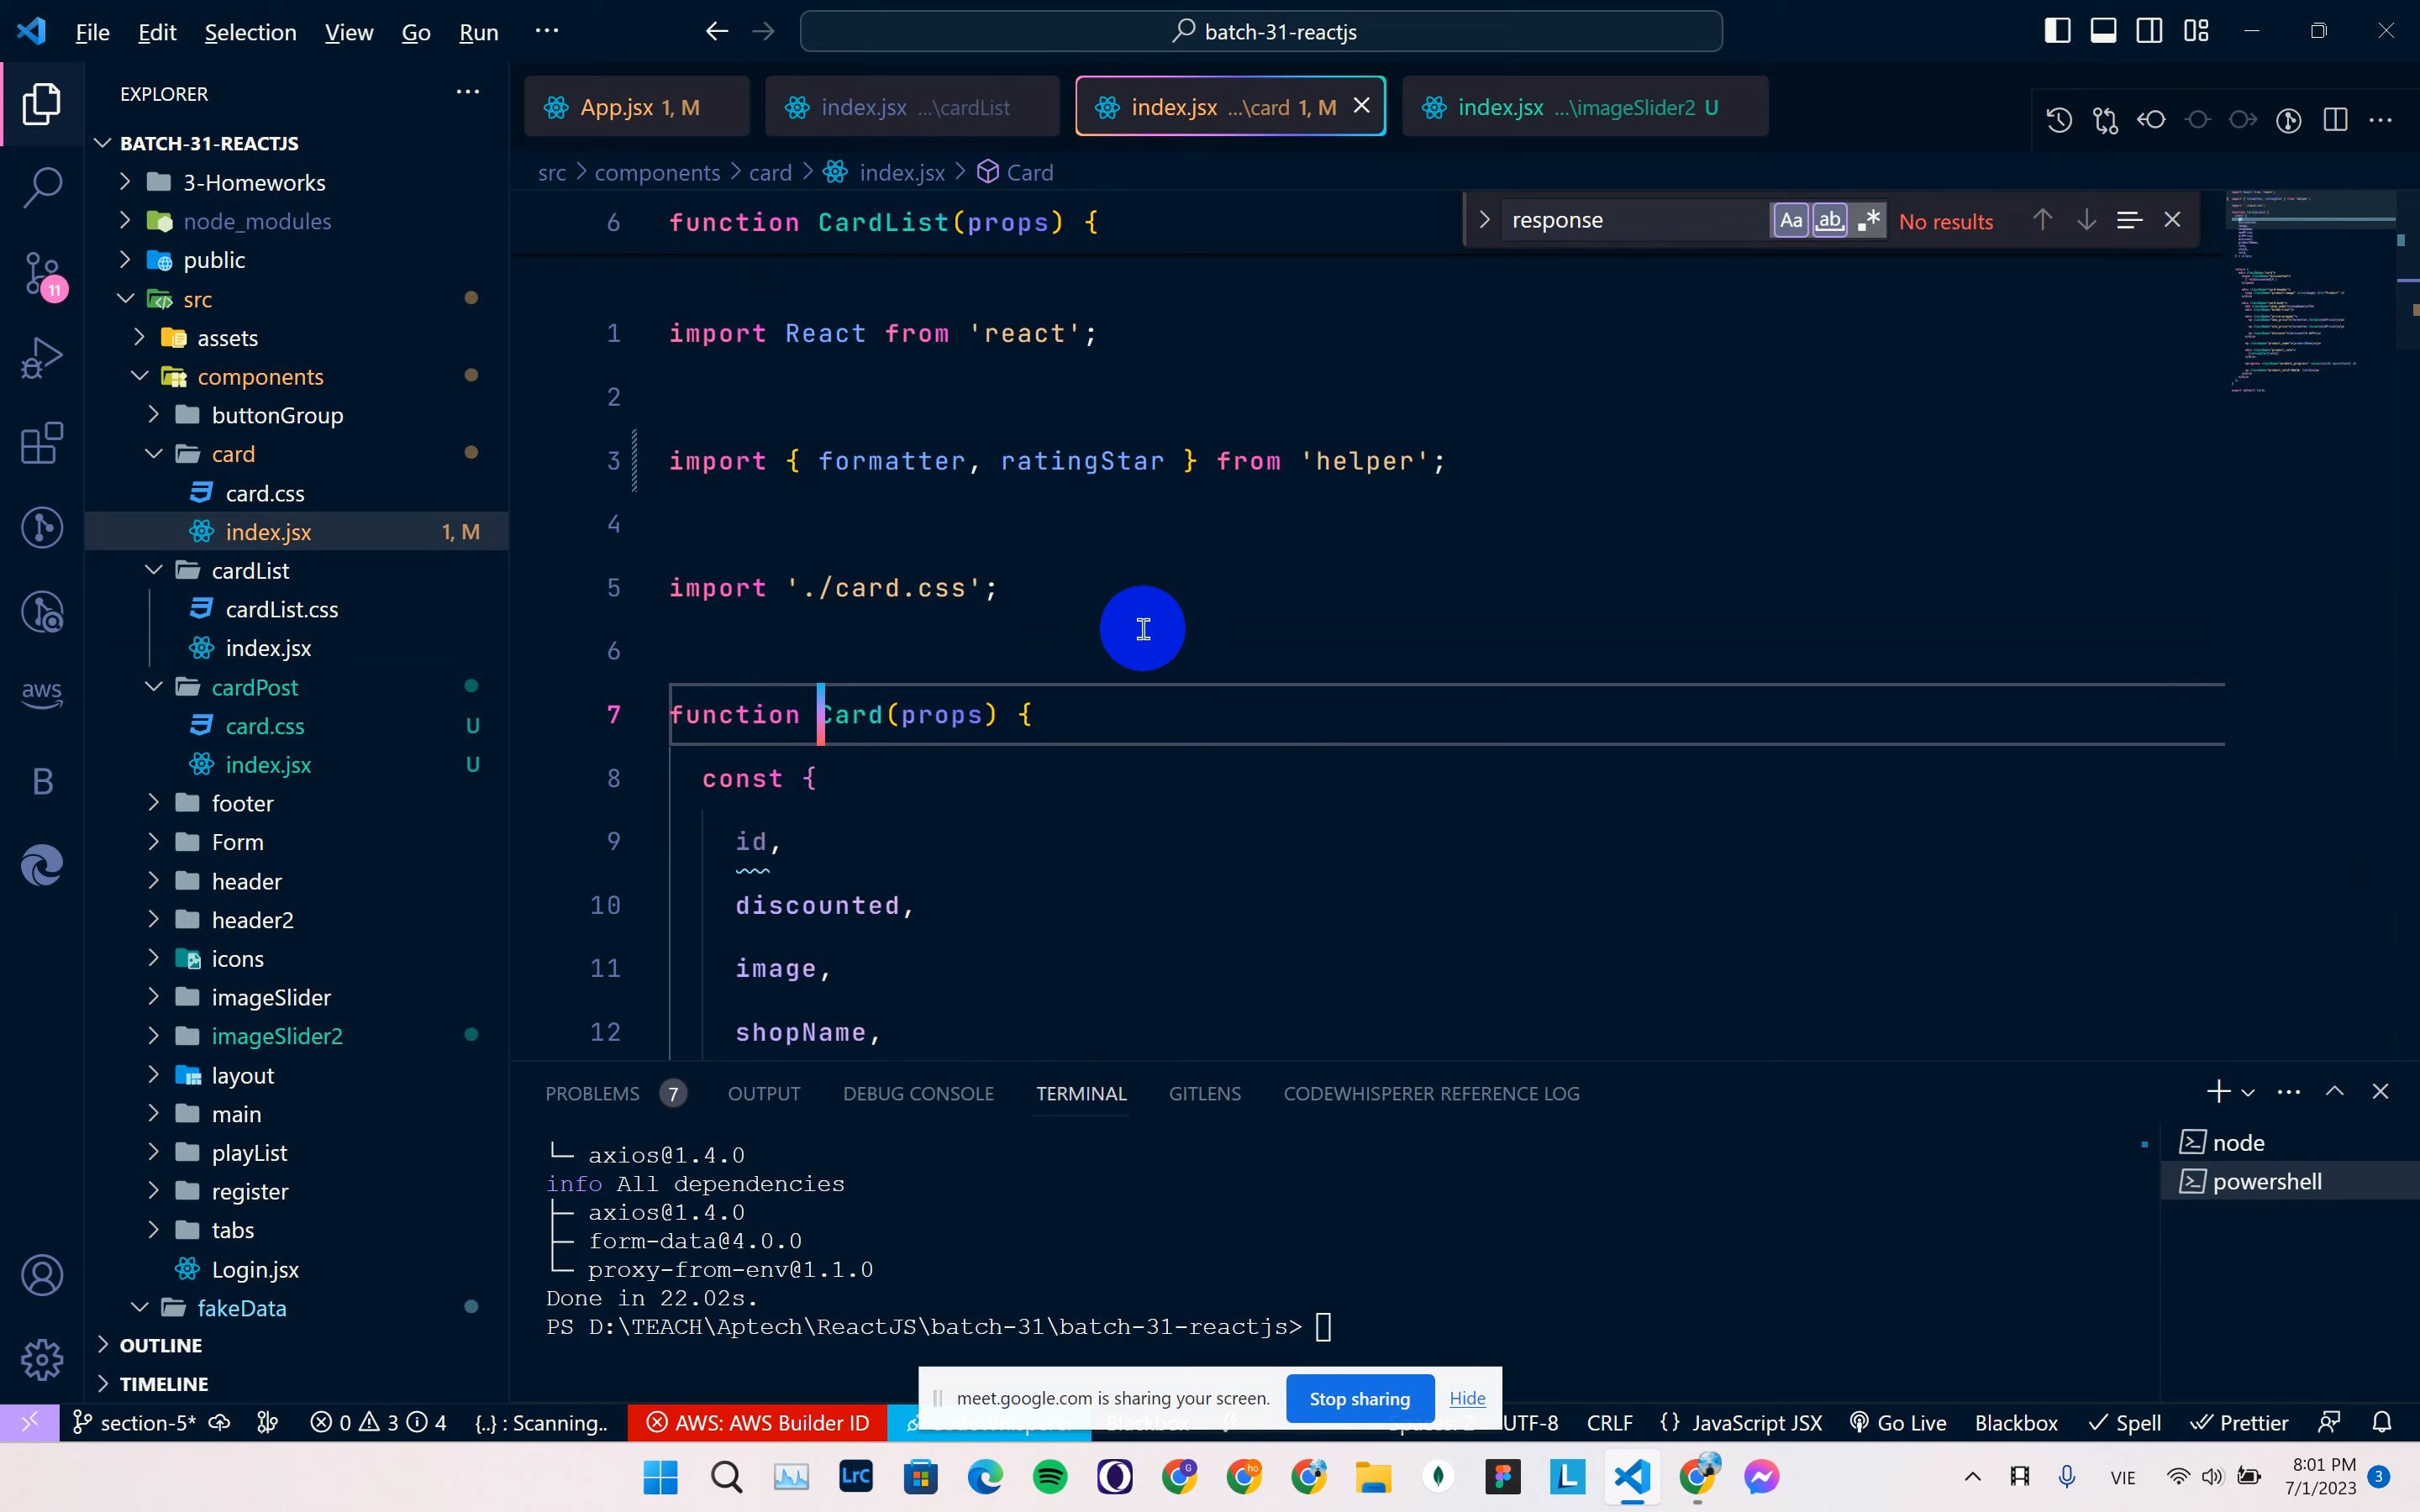 File Edit Selection View Go Run ···
batch-31-reactjs
EXPLORER
BATCH-31-REACTJS
3-Homeworks
node_modules
public
src
assets
components
buttonGroup
card
card.css
index.jsx 1, M
cardList
cardList.css
index.jsx
cardPost
card.css U
index.jsx U
footer
Form
header
header2
icons
imageSlider
imageSlider2
layout
main
playList
register
tabs
Login.jsx
fakeData
OUTLINE
TIMELINE
11
aws
B
App.jsx 1, M
index.jsx ...\cardList
index.jsx ...\card 1, M
index.jsx ...\imageSlider2 U
src > components > card > index.jsx > Card
response
Aa ab No results
6 function CardList(props) {
1 import React from 'react';
2
3 import { formatter, ratingStar } from 'helper';
4
5 import './card.css';
6
7 function Card(props) {
8 const {
9 id,
10 discounted,
11 image,
12 shopName,
PROBLEMS 7 OUTPUT DEBUG CONSOLE TERMINAL GITLENS CODEWHISPERER REFERENCE LOG
└─ axios@1.4.0
info All dependencies
├─ axios@1.4.0
├─ form-data@4.0.0
└─ proxy-from-env@1.1.0
Done in 22.02s.
PS D:\TEACH\Aptech\ReactJS\batch-31\batch-31-reactjs>
node
powershell
meet.google.com is sharing your screen. Stop sharing Hide
section-5* 0 3 4 {..} : Scanning.. AWS: AWS Builder ID UTF-8 CRLF {} JavaScript JSX Go Live Blackbox Spell Prettier
LrC
VIE
8:01 PM
7/1/2023
3